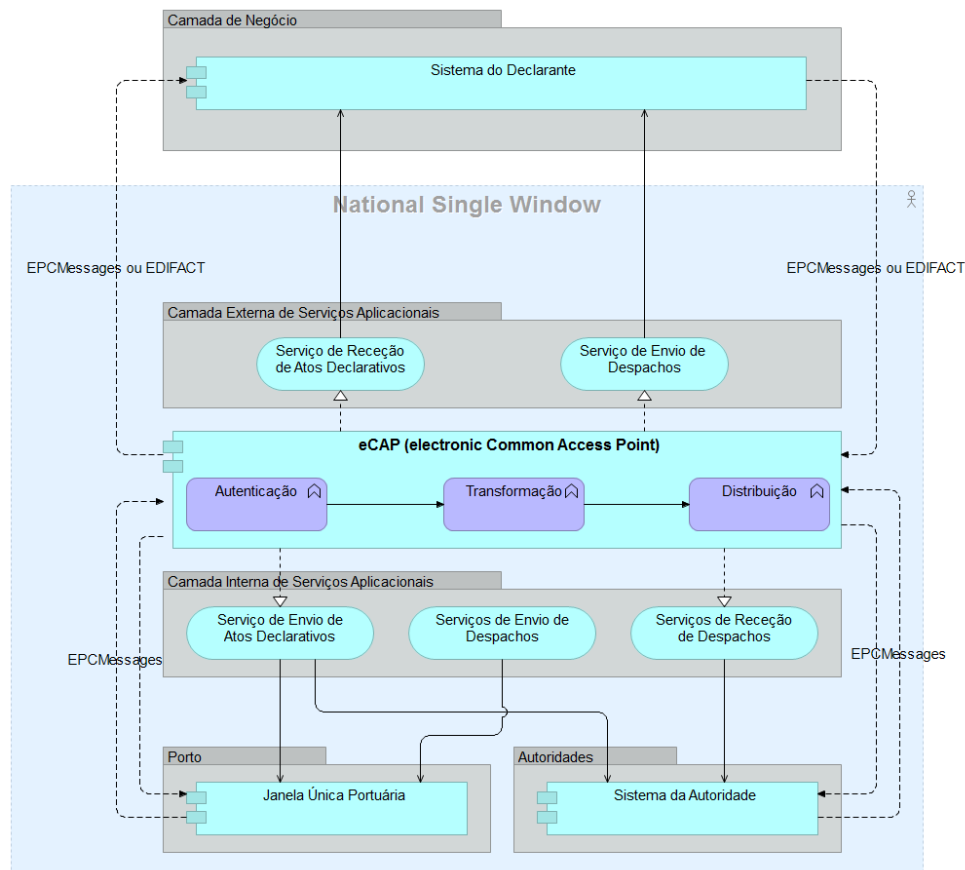 Camada de Negócio
Sistema do Declarante
National Single Window
EPCMessages ou EDIFACT
EPCMessages ou EDIFACT
Camada Externa de Serviços Aplicacionais
Serviço de Receção
de Atos Declarativos
Serviço de Envio de
Despachos
eCAP (electronic Common Access Point)
Autenticação
Transformação
Distribuição
Camada Interna de Serviços Aplicacionais
Serviço de Envio de
Atos Declarativos
Serviços de Envio de
Despachos
Serviços de Receção
de Despachos
EPCMessages
EPCMessages
Porto
Janela Única Portuária
Autoridades
Sistema da Autoridade